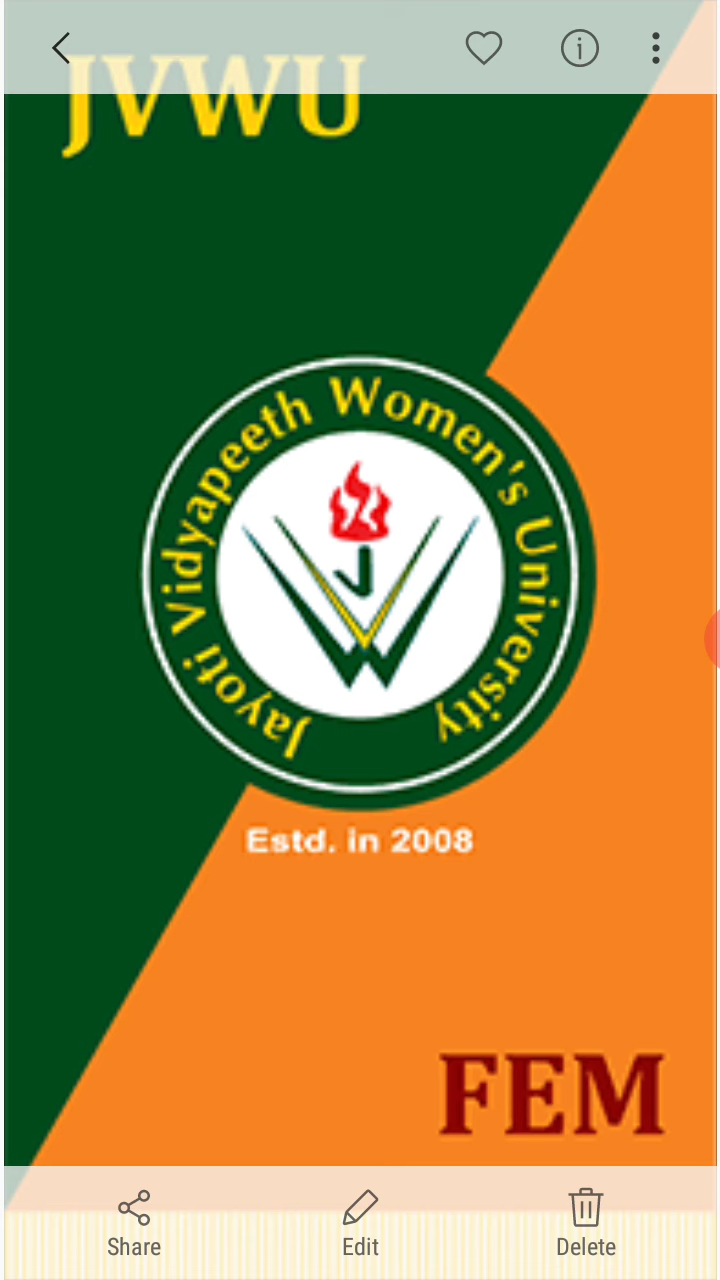 JVWU
Jayoti Vidyapeeth Women's University
Estd. in 2008
FEM
Share Edit Delete